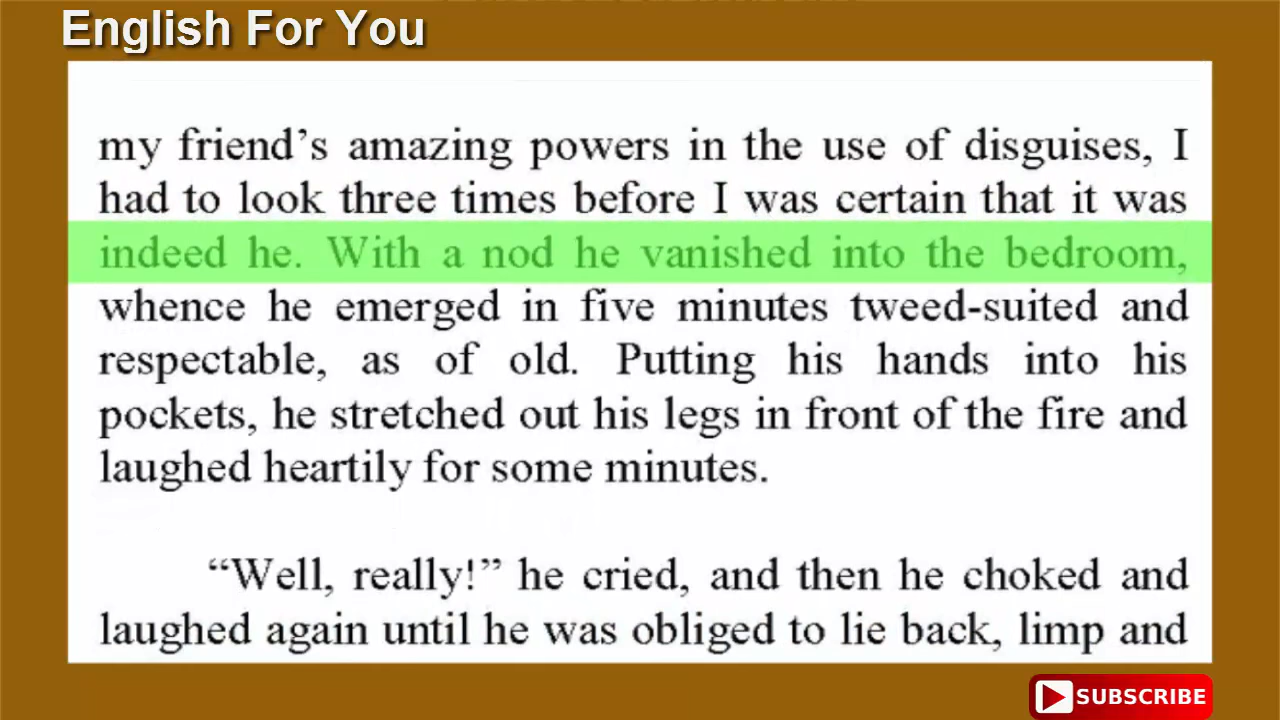 English For You
my friend’s amazing powers in the use of disguises, I
had to look three times before I was certain that it was
indeed he. With a nod he vanished into the bedroom,
whence he emerged in five minutes tweed-suited and
respectable, as of old. Putting his hands into his
pockets, he stretched out his legs in front of the fire and
laughed heartily for some minutes.
“Well, really!” he cried, and then he choked and
laughed again until he was obliged to lie back, limp and
SUBSCRIBE